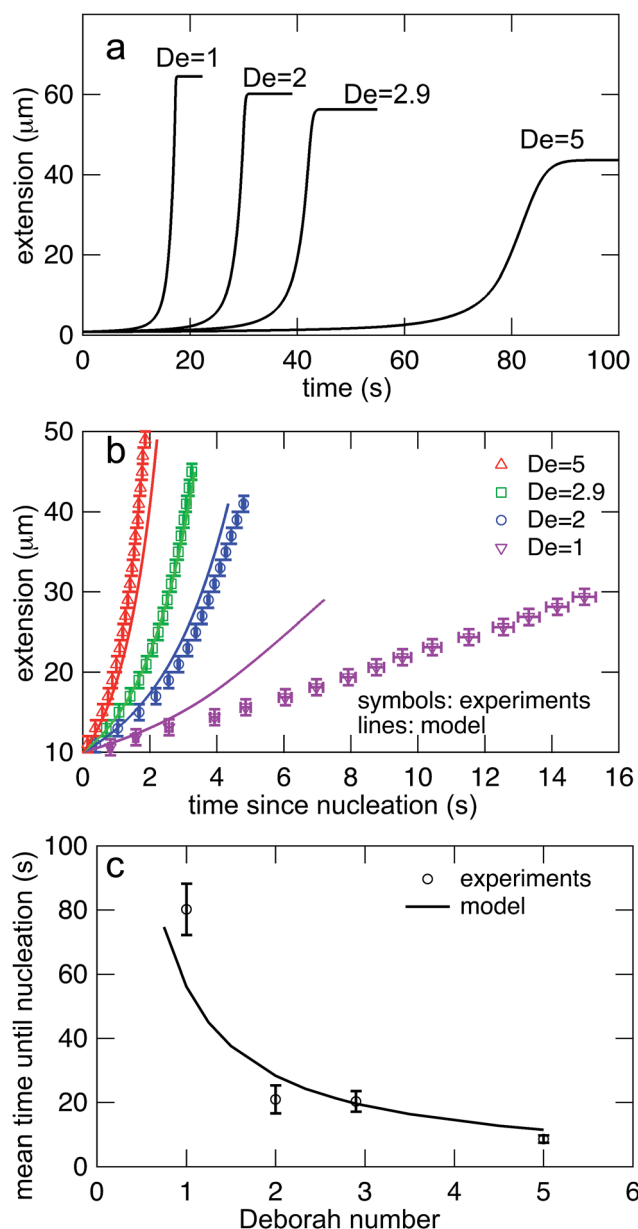 a
De=1
De=2
De=2.9
De=5
60
40
20
0
extension (μm)
0 20 40 60 80 100
time (s)
b
50
40
30
20
10
extension (μm)
De=5
De=2.9
De=2
De=1
symbols: experiments
lines: model
0 2 4 6 8 10 12 14 16
time since nucleation (s)
c
100
80
60
40
20
0
mean time until nucleation (s)
experiments
model
0 1 2 3 4 5 6
Deborah number